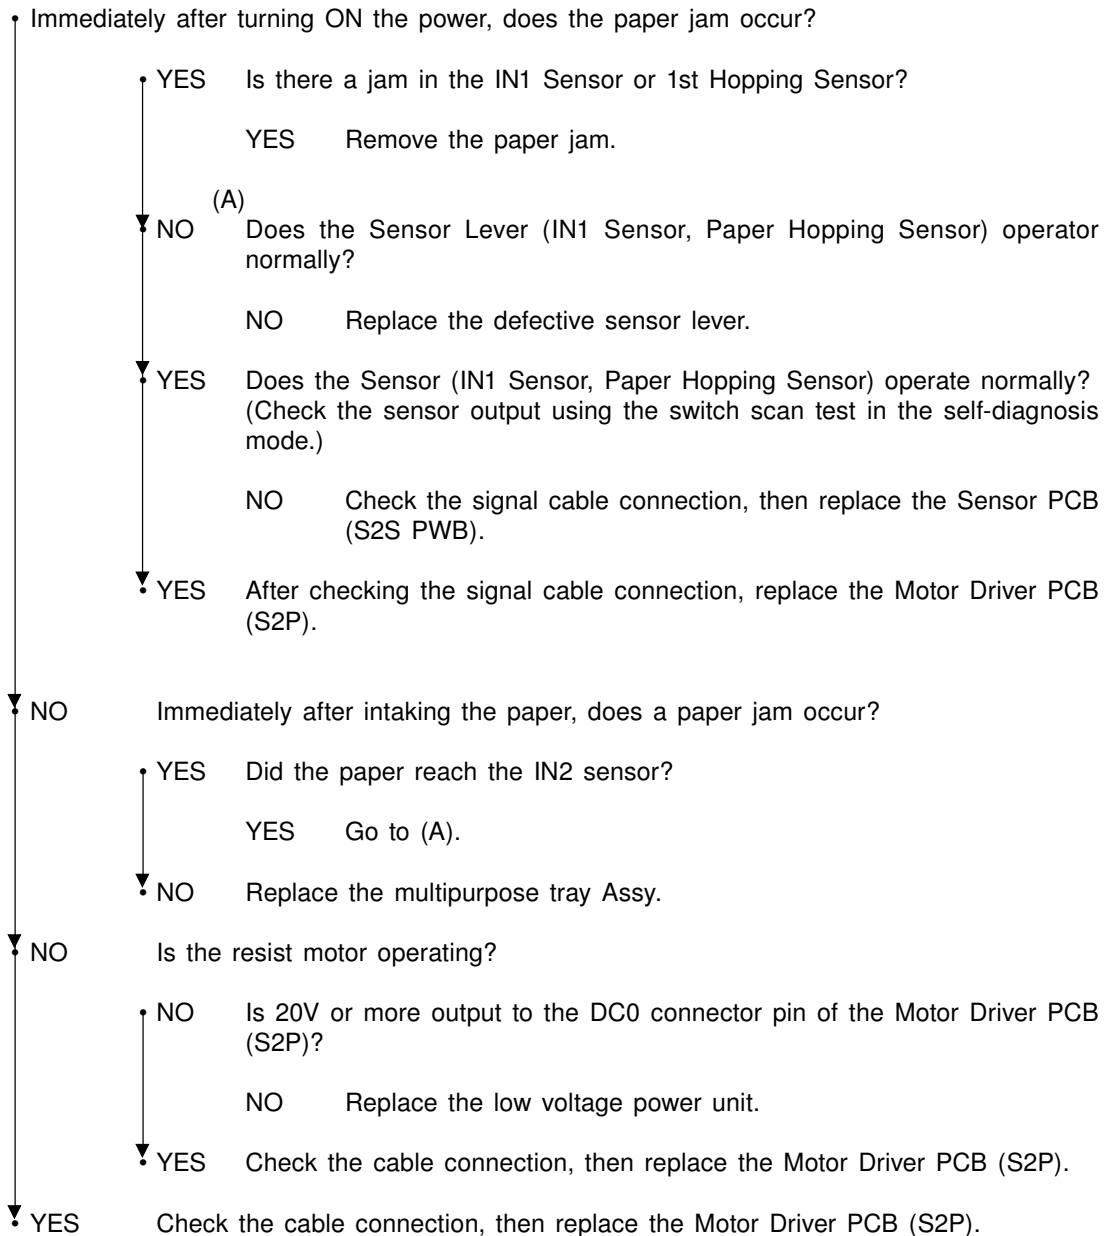 Immediately after turning ON the power, does the paper jam occur?
YES Is there a jam in the IN1 Sensor or 1st Hopping Sensor?
YES Remove the paper jam.
(A)
NO Does the Sensor Lever (IN1 Sensor, Paper Hopping Sensor) operator
normally?
NO Replace the defective sensor lever.
YES Does the Sensor (IN1 Sensor, Paper Hopping Sensor) operate normally?
(Check the sensor output using the switch scan test in the self-diagnosis
mode.)
NO Check the signal cable connection, then replace the Sensor PCB
(S2S PWB).
YES After checking the signal cable connection, replace the Motor Driver PCB
(S2P).
NO Immediately after intaking the paper, does a paper jam occur?
YES Did the paper reach the IN2 sensor?
YES Go to (A).
NO Replace the multipurpose tray Assy.
NO Is the resist motor operating?
NO Is 20V or more output to the DC0 connector pin of the Motor Driver PCB
(S2P)?
NO Replace the low voltage power unit.
YES Check the cable connection, then replace the Motor Driver PCB (S2P).
YES Check the cable connection, then replace the Motor Driver PCB (S2P).